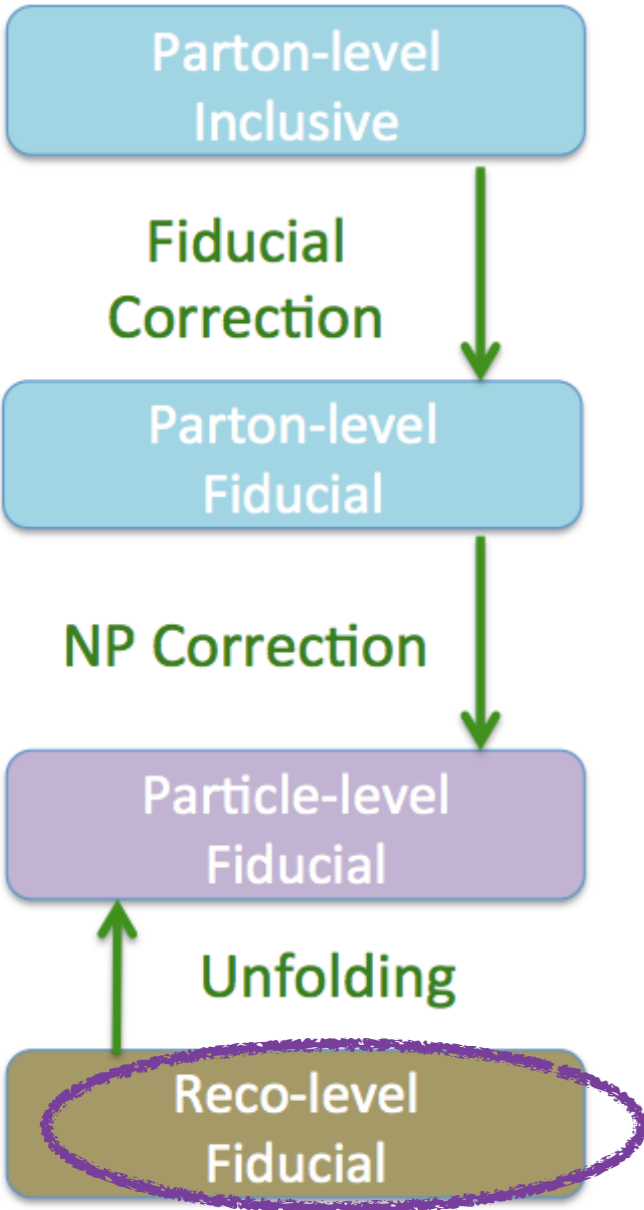 Parton-level
Inclusive
Fiducial
Correction
Parton-level
Fiducial
NP Correction
Particle-level
Fiducial
Unfolding
Reco-level
Fiducial